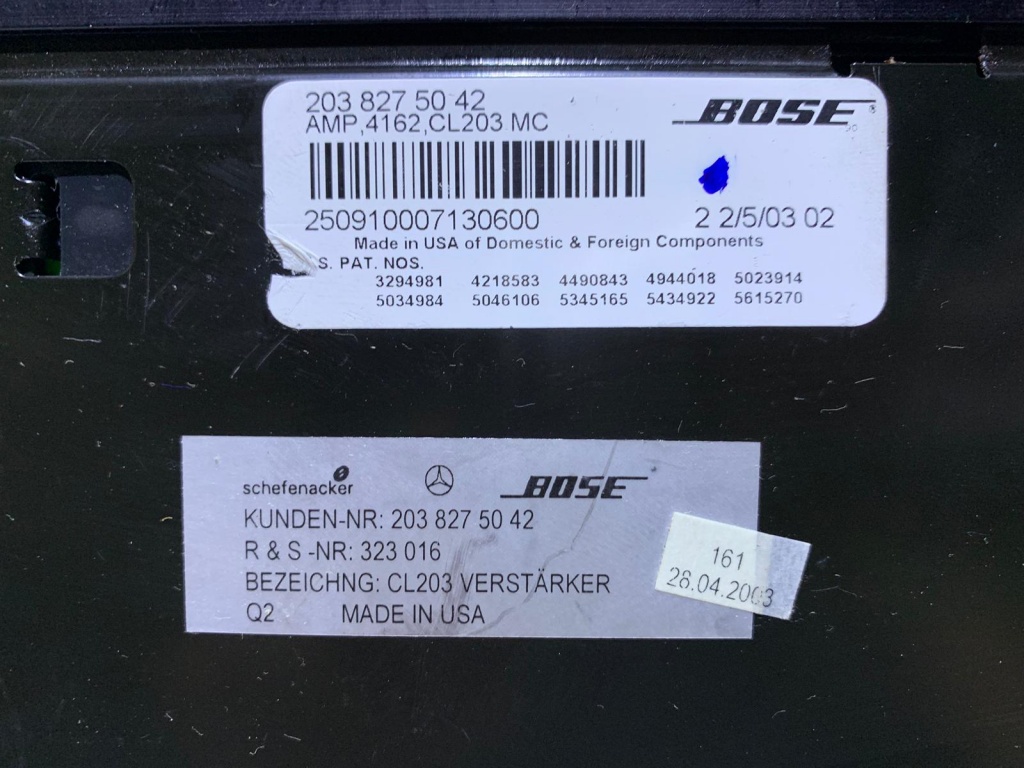 203 827 50 42
AMP,4162,CL203 MC
BOSE®
250910007130600 2 2/5/03 02
Made in USA of Domestic & Foreign Components
S. PAT. NOS.
3294981 4218583 4490843 4944018 5023914
5034984 5046106 5345165 5434922 5615270
schefenacker BOSE
KUNDEN-NR: 203 827 50 42
R & S -NR: 323 016
BEZEICHNG: CL203 VERSTÄRKER
Q2 MADE IN USA
161
28.04.2003